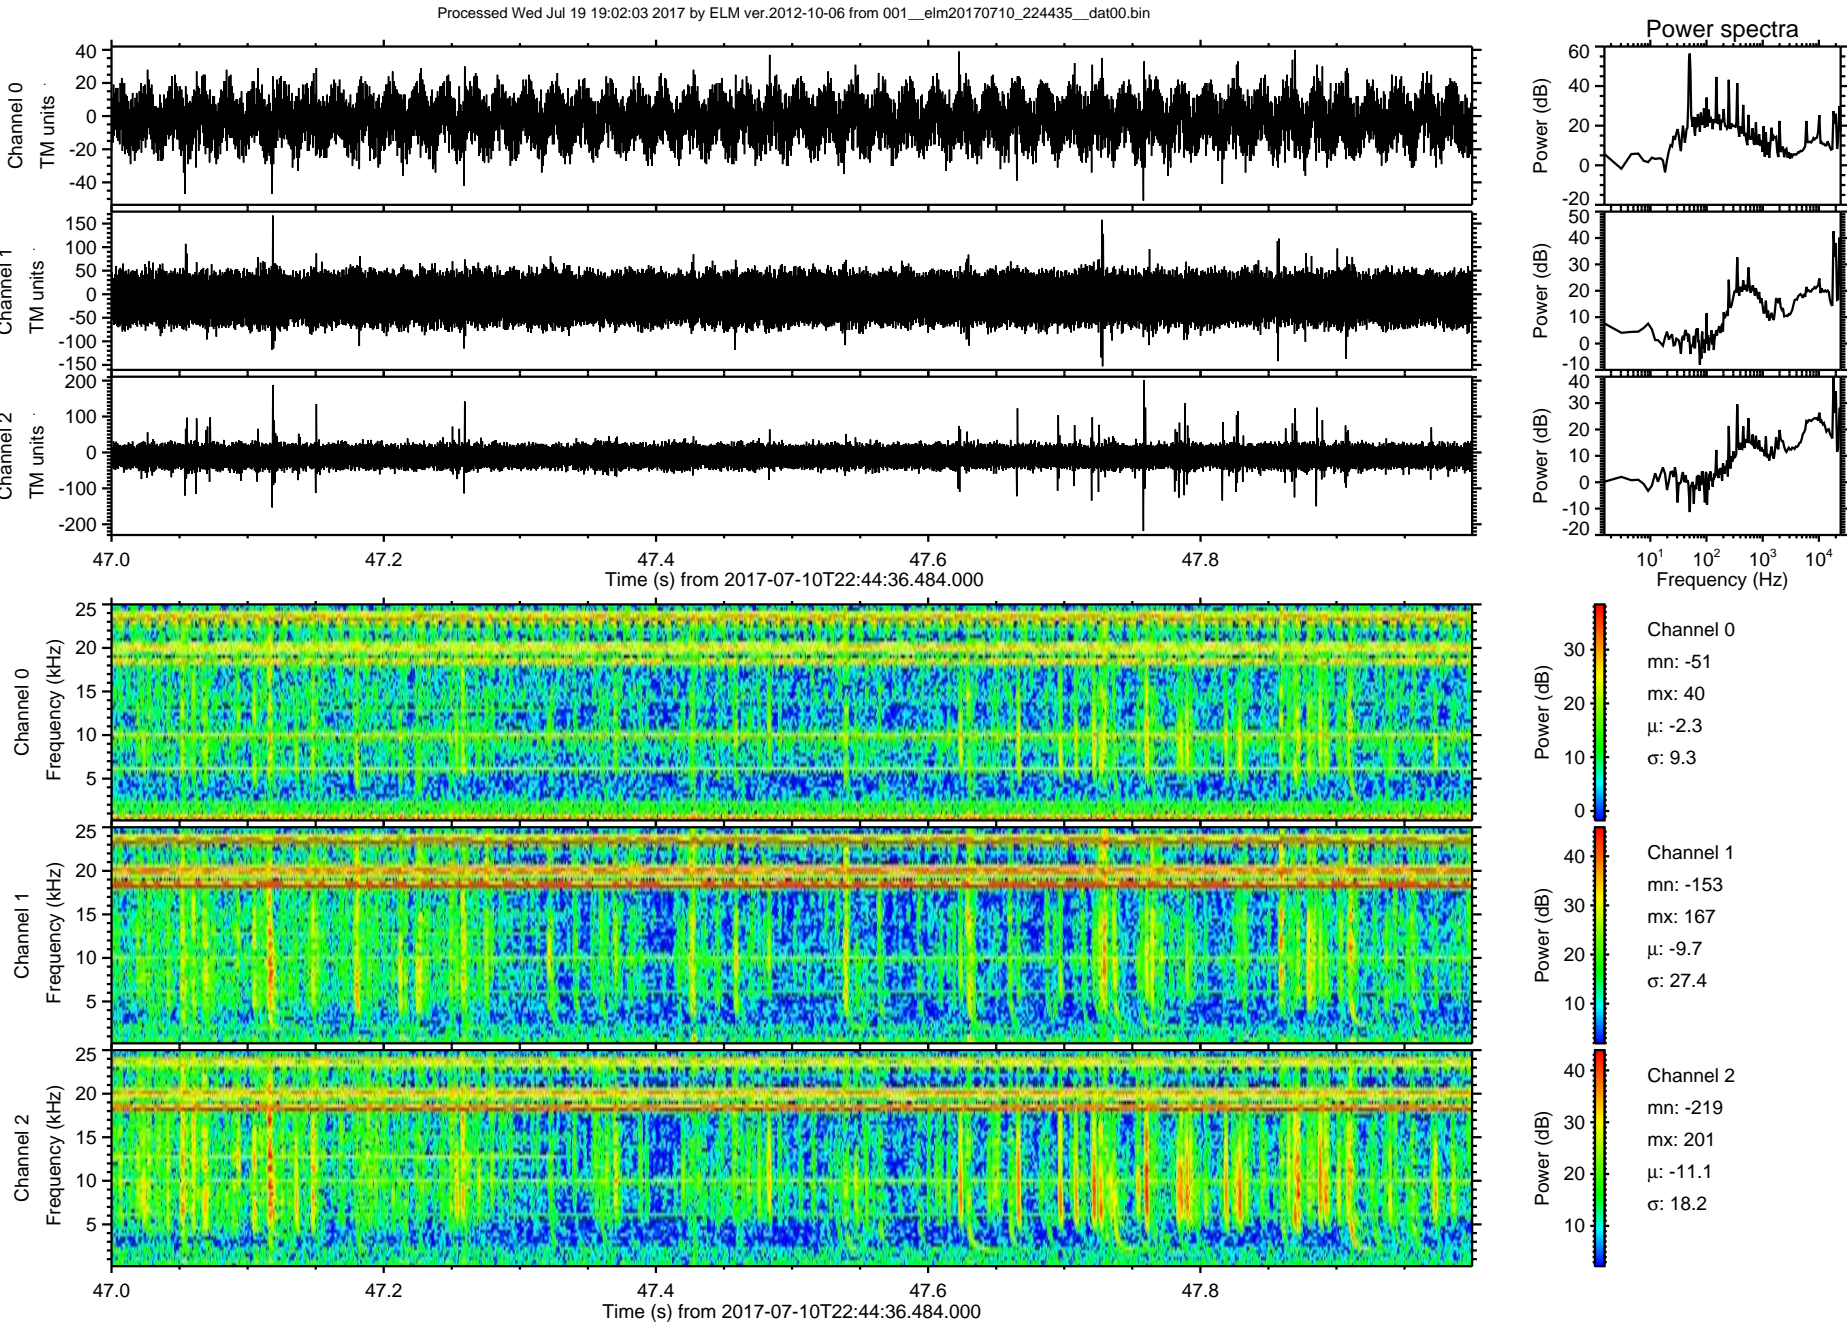 Processed Wed Jul 19 19:02:03 2017 by ELM ver.2012-10-06 from 001__elm20170710_224435__dat00.bin
Power spectra
Channel 0
TM units
40
20
0
-20
-40
Power (dB)
60
40
20
0
-20
Channel 1
TM units
150
100
50
0
-50
-100
-150
Power (dB)
50
40
30
20
10
0
-10
Channel 2
TM units
200
100
0
-100
-200
Power (dB)
40
30
20
10
0
-10
-20
47.0 47.2 47.4 47.6 47.8
Time (s) from 2017-07-10T22:44:36.484.000
10^1 10^2 10^3 10^4
Frequency (Hz)
Channel 0
Frequency (kHz)
25
20
15
10
5
Power (dB)
30
20
10
0
Channel 0
mn: -51
mx: 40
μ: -2.3
σ: 9.3
Channel 1
Frequency (kHz)
25
20
15
10
5
Power (dB)
40
30
20
10
Channel 1
mn: -153
mx: 167
μ: -9.7
σ: 27.4
Channel 2
Frequency (kHz)
25
20
15
10
5
Power (dB)
40
30
20
10
Channel 2
mn: -219
mx: 201
μ: -11.1
σ: 18.2
47.0 47.2 47.4 47.6 47.8
Time (s) from 2017-07-10T22:44:36.484.000